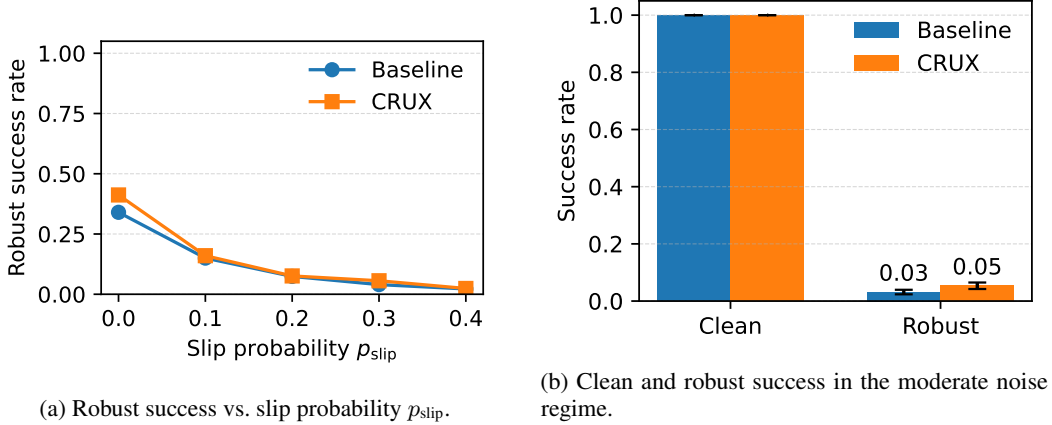 Robust success rate
1.00
0.75
0.50
0.25
0.00
0.0 0.1 0.2 0.3 0.4
Slip probability p_slip
Baseline
CRUX
(a) Robust success vs. slip probability p_slip.
Success rate
1.0
0.8
0.6
0.4
0.2
0.0
Baseline
CRUX
0.03 0.05
Clean Robust
(b) Clean and robust success in the moderate noise
regime.